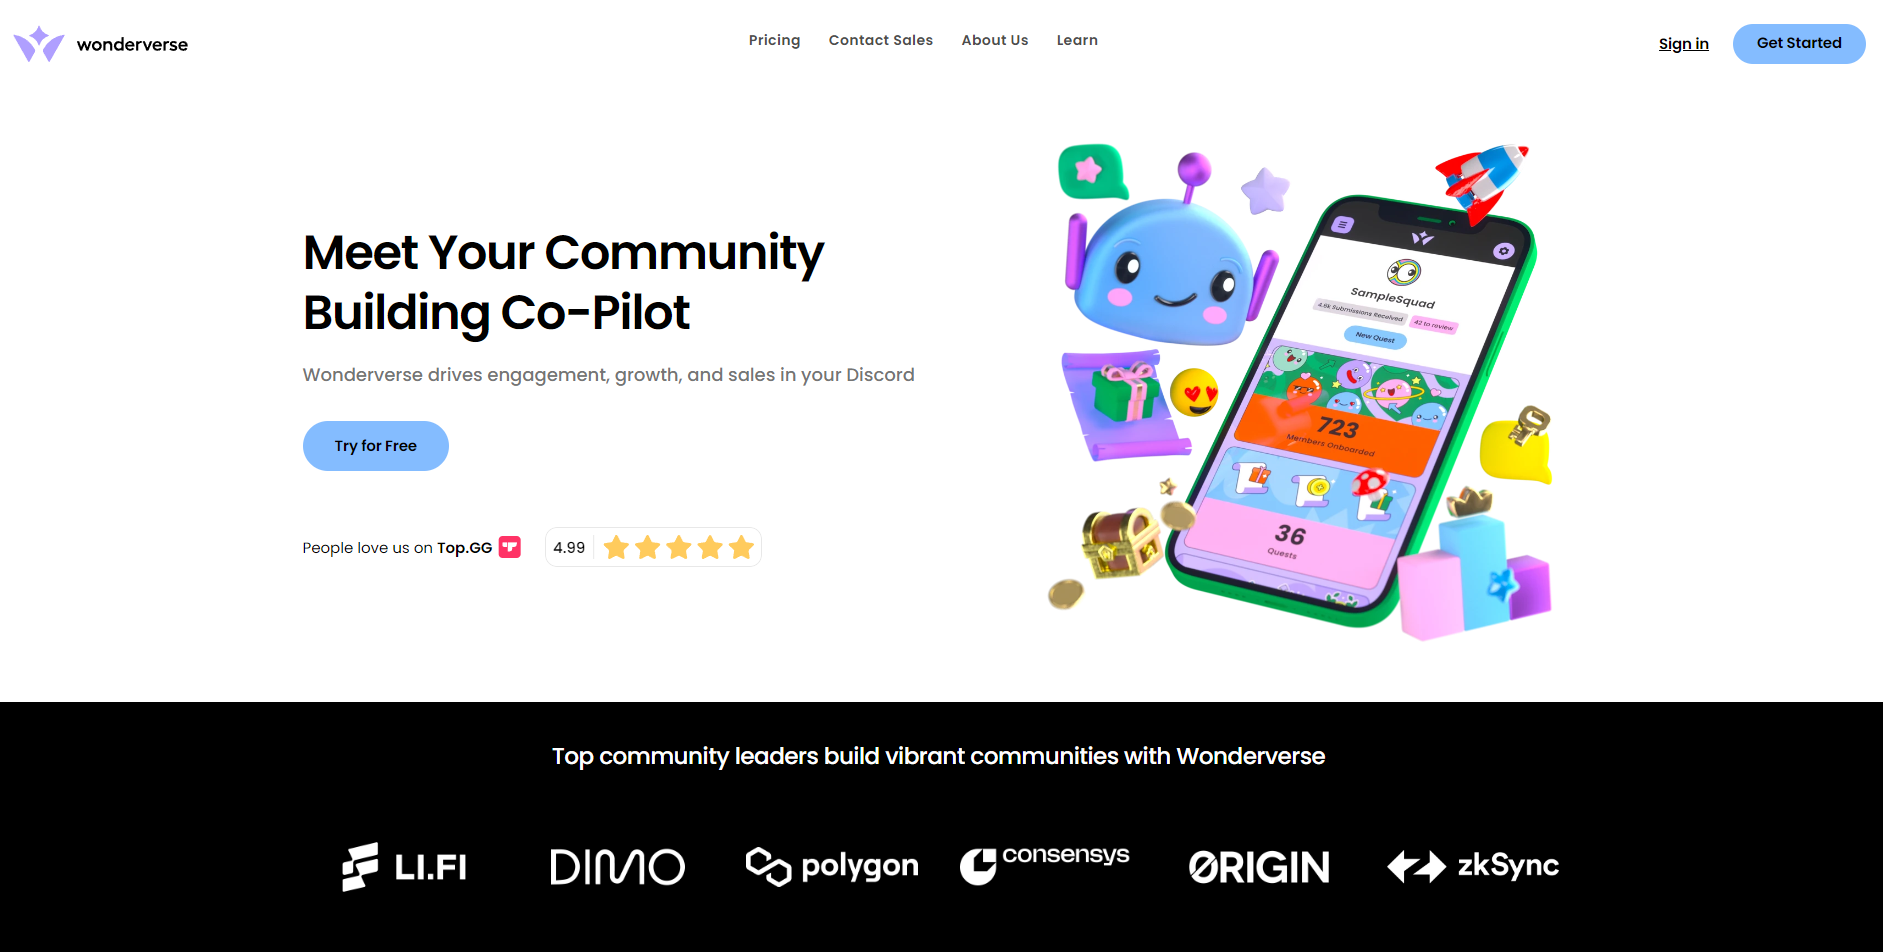 wonderverse
Pricing
Contact Sales
About Us
Learn
Sign in
Get Started
Meet Your Community
Building Co-Pilot
Wonderverse drives engagement, growth, and sales in your Discord
Try for Free
People love us on Top.GG
4.99
SampleSquad
4.6k Submissions Received
42 to review
New Quest
723
Members Onboarded
36
Quests
Top community leaders build vibrant communities with Wonderverse
LI.FI
DIMO
polygon
consensys
ØRIGIN
zkSync